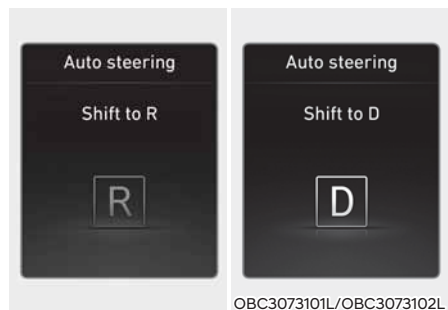 Auto steering
Shift to R
R
Auto steering
Shift to D
D
OBC3073101L/OBC3073102L